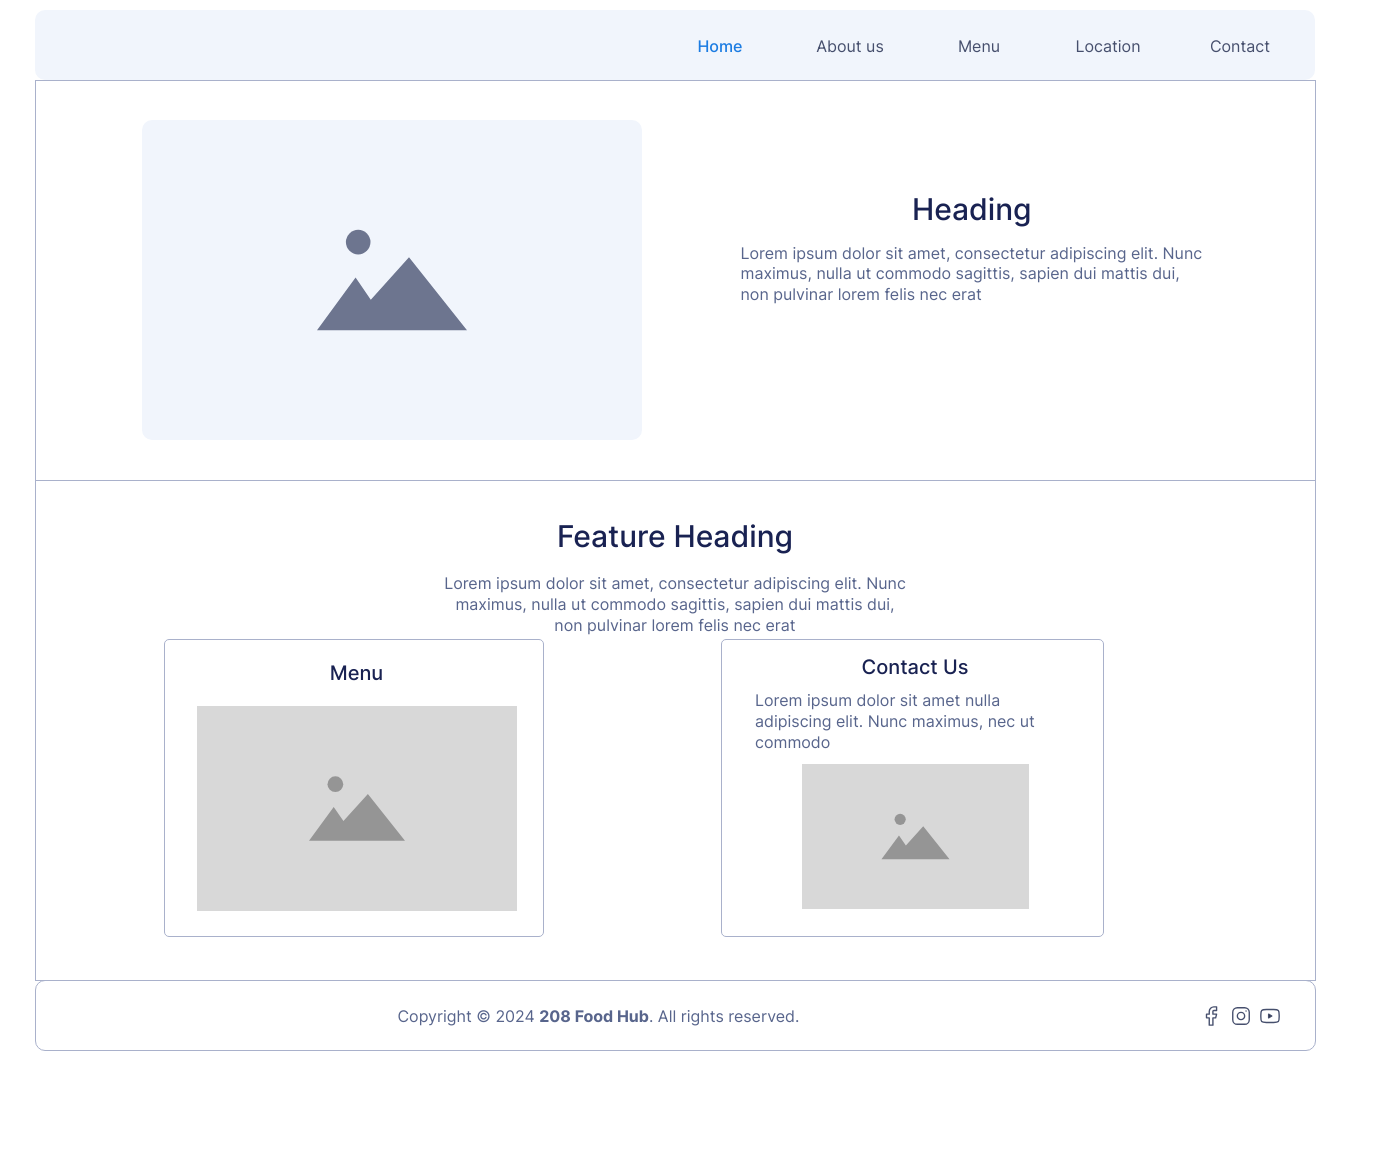 Home About us Menu Location Contact
Heading
Lorem ipsum dolor sit amet, consectetur adipiscing elit. Nunc
maximus, nulla ut commodo sagittis, sapien dui mattis dui,
non pulvinar lorem felis nec erat
Feature Heading
Lorem ipsum dolor sit amet, consectetur adipiscing elit. Nunc
maximus, nulla ut commodo sagittis, sapien dui mattis dui,
non pulvinar lorem felis nec erat
Menu
Contact Us
Lorem ipsum dolor sit amet nulla
adipiscing elit. Nunc maximus, nec ut
commodo
Copyright © 2024 208 Food Hub. All rights reserved.